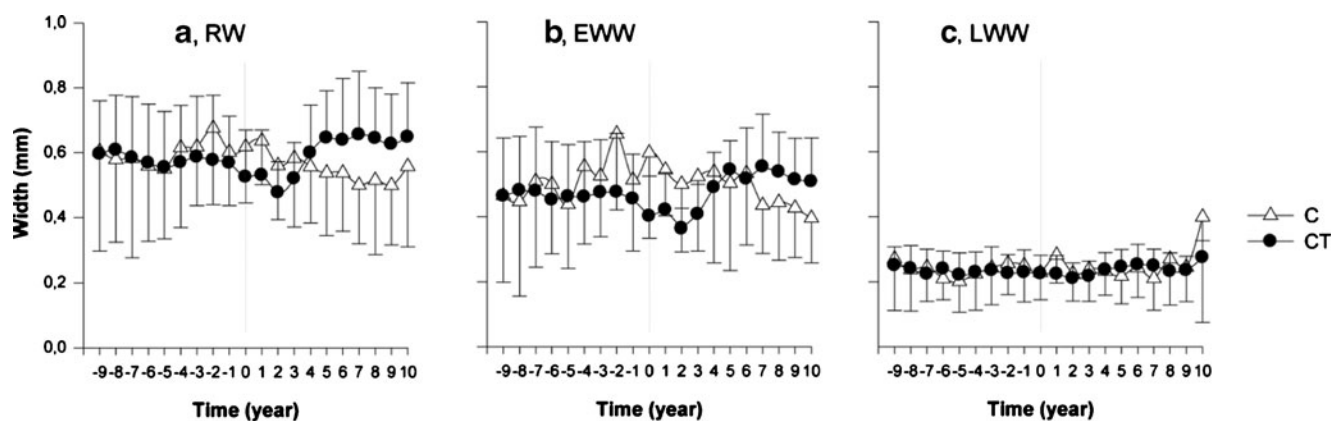 a, RW
b, EWW
c, LWW
1,0
0,8
0,6
0,4
0,2
0,0
Width (mm)
-9 -8 -7 -6 -5 -4 -3 -2 -1 0 1 2 3 4 5 6 7 8 9 10
-9 -8 -7 -6 -5 -4 -3 -2 -1 0 1 2 3 4 5 6 7 8 9 10
-9 -8 -7 -6 -5 -4 -3 -2 -1 0 1 2 3 4 5 6 7 8 9 10
Time (year)
Time (year)
Time (year)
C
CT